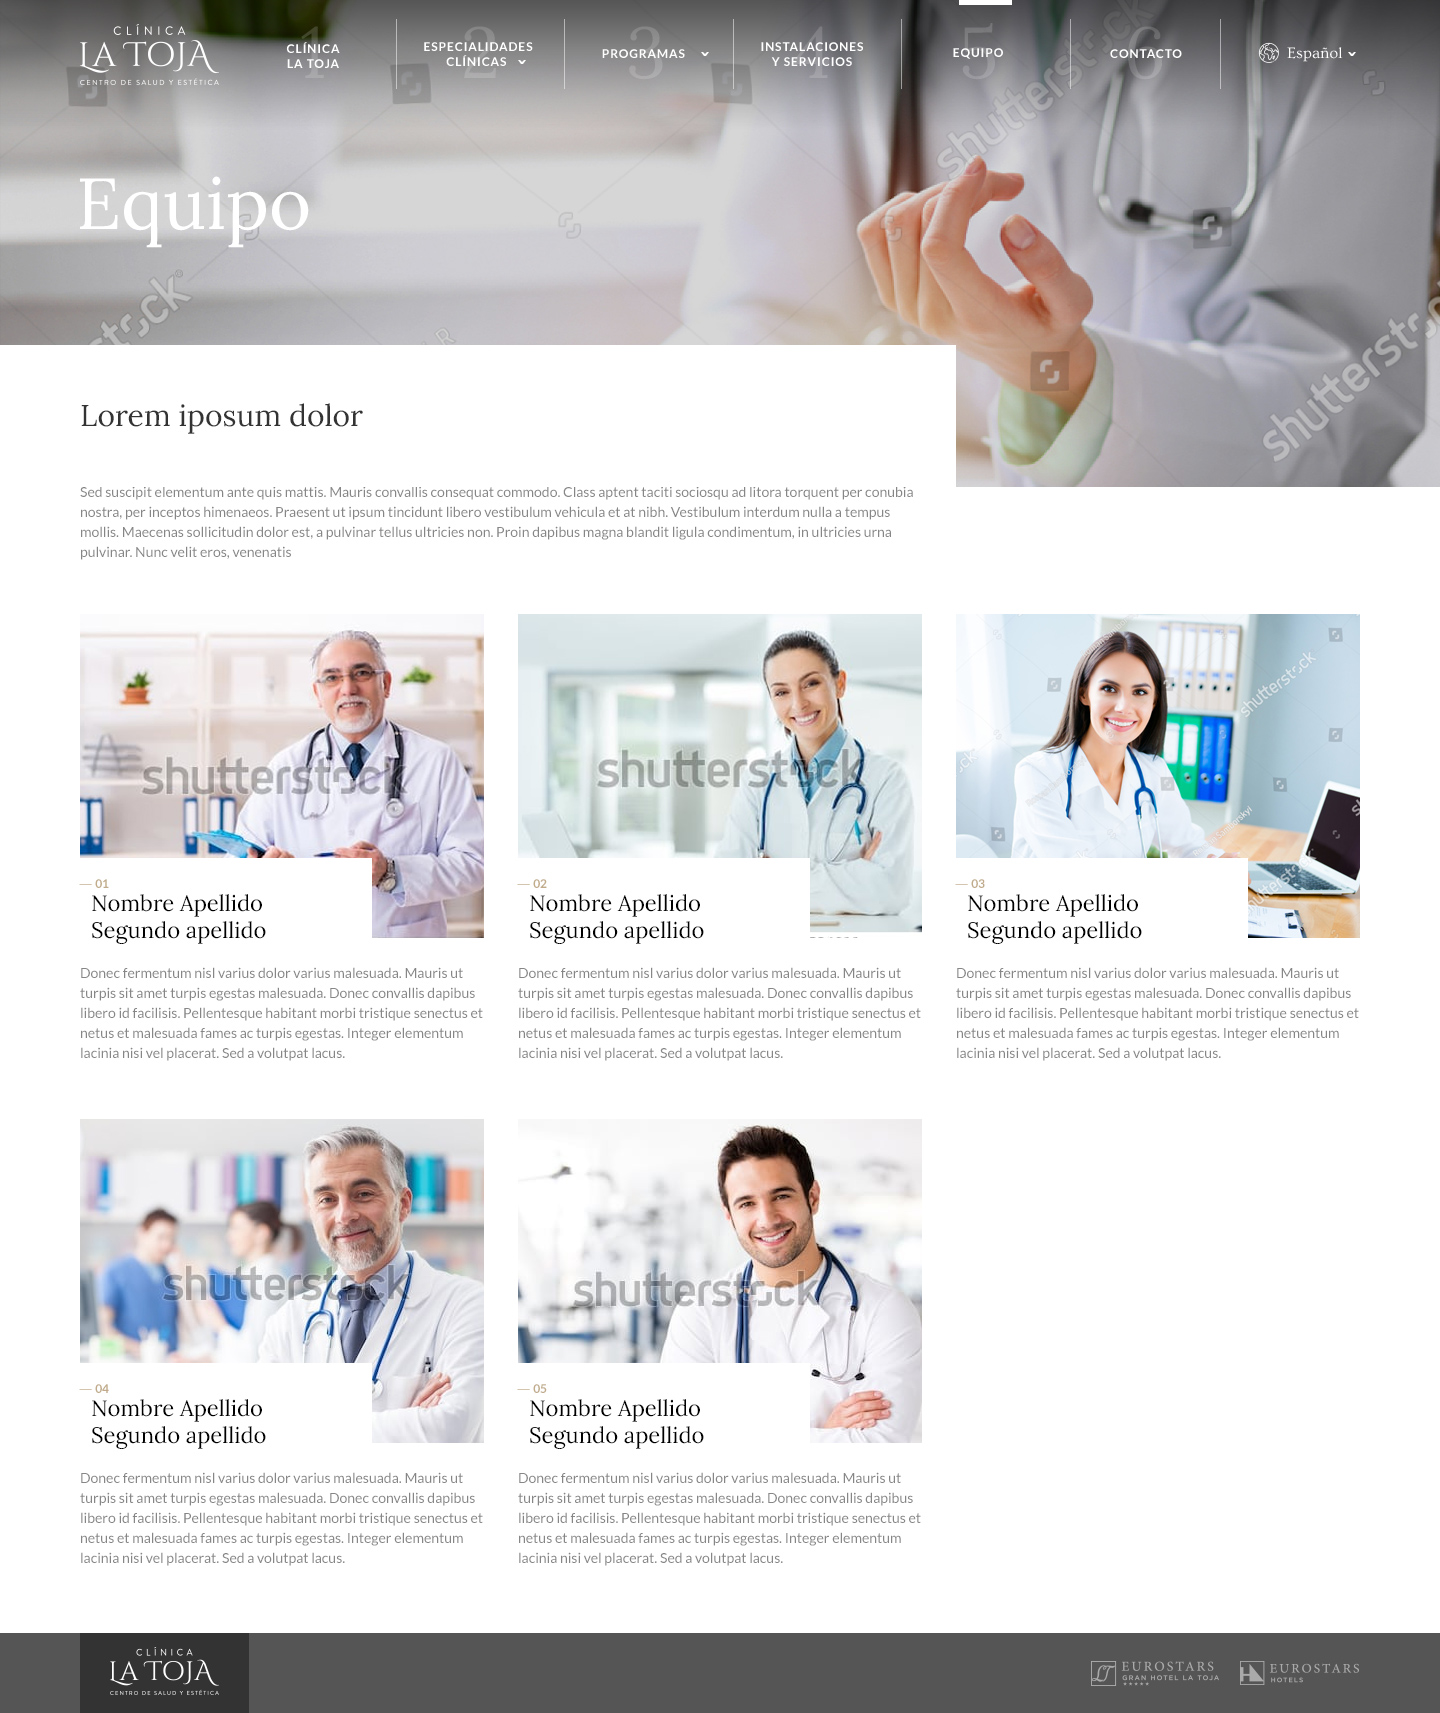 CLÍNICA
LA TOJA
CENTRO DE SALUD Y ESTÉTICA
1
CLÍNICA
LA TOJA
2
ESPECIALIDADES
CLÍNICAS
3
PROGRAMAS
4
INSTALACIONES
Y SERVICIOS
5
EQUIPO
6
CONTACTO
Español
shutterstock
Equipo
stock
shutterstock
Lorem iposum dolor
Sed suscipit elementum ante quis mattis. Mauris convallis consequat commodo. Class aptent taciti sociosqu ad litora torquent per conubia
nostra, per inceptos himenaeos. Praesent ut ipsum tincidunt libero vestibulum vehicula et at nibh. Vestibulum interdum nulla a tempus
mollis. Maecenas sollicitudin dolor est, a pulvinar tellus ultricies non. Proin dapibus magna blandit ligula condimentum, in ultricies urna
pulvinar. Nunc velit eros, venenatis
shutterstock
— 01
Nombre Apellido
Segundo apellido
Donec fermentum nisl varius dolor varius malesuada. Mauris ut
turpis sit amet turpis egestas malesuada. Donec convallis dapibus
libero id facilisis. Pellentesque habitant morbi tristique senectus et
netus et malesuada fames ac turpis egestas. Integer elementum
lacinia nisi vel placerat. Sed a volutpat lacus.
shutterstock
— 02
Nombre Apellido
Segundo apellido
Donec fermentum nisl varius dolor varius malesuada. Mauris ut
turpis sit amet turpis egestas malesuada. Donec convallis dapibus
libero id facilisis. Pellentesque habitant morbi tristique senectus et
netus et malesuada fames ac turpis egestas. Integer elementum
lacinia nisi vel placerat. Sed a volutpat lacus.
shutterstock
shutterstock
— 03
Nombre Apellido
Segundo apellido
Donec fermentum nisl varius dolor varius malesuada. Mauris ut
turpis sit amet turpis egestas malesuada. Donec convallis dapibus
libero id facilisis. Pellentesque habitant morbi tristique senectus et
netus et malesuada fames ac turpis egestas. Integer elementum
lacinia nisi vel placerat. Sed a volutpat lacus.
shutterstock
— 04
Nombre Apellido
Segundo apellido
Donec fermentum nisl varius dolor varius malesuada. Mauris ut
turpis sit amet turpis egestas malesuada. Donec convallis dapibus
libero id facilisis. Pellentesque habitant morbi tristique senectus et
netus et malesuada fames ac turpis egestas. Integer elementum
lacinia nisi vel placerat. Sed a volutpat lacus.
shutterstock
— 05
Nombre Apellido
Segundo apellido
Donec fermentum nisl varius dolor varius malesuada. Mauris ut
turpis sit amet turpis egestas malesuada. Donec convallis dapibus
libero id facilisis. Pellentesque habitant morbi tristique senectus et
netus et malesuada fames ac turpis egestas. Integer elementum
lacinia nisi vel placerat. Sed a volutpat lacus.
CLÍNICA
LA TOJA
CENTRO DE SALUD Y ESTÉTICA
EUROSTARS
GRAN HOTEL LA TOJA
★★★★★
EUROSTARS
HOTELS